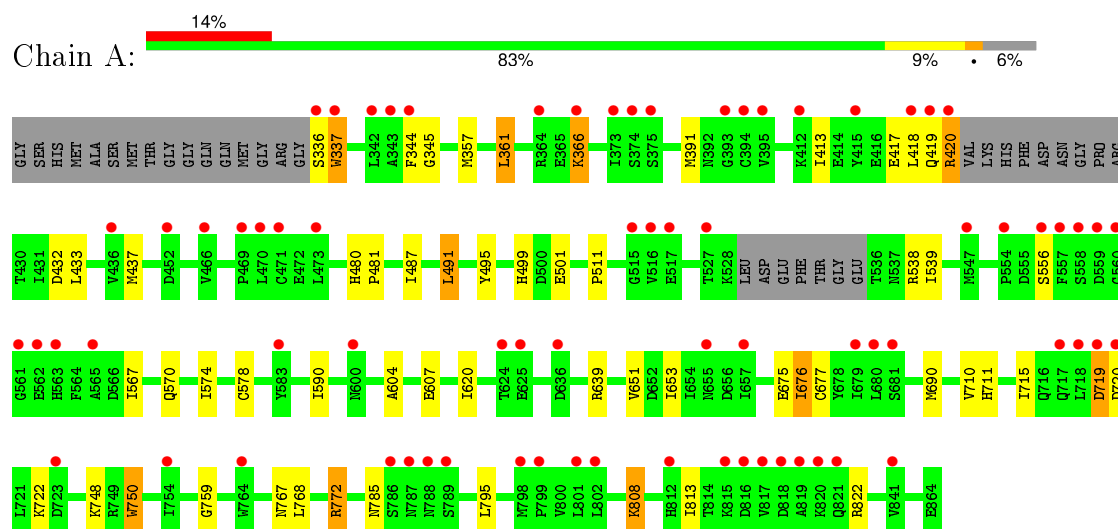 14%
Chain A:
83% 9% • 6%
GLY SER HIS MET ALA SER MET THR GLY GLY GLN GLN MET GLY ARG GLY S336 W337 L342 A343 F344 G345 M357 L361 R364 E365 K366 I373 S374 S375 M391 N392 G393 C394 V395 K412 I413 E414 Y415 E416 E417 L418 Q419 R420 VAL LYS HIS PHE ASP ASN GLY PRO ARG
T430 I431 D432 L433 V436 M437 D452 V466 P469 L470 C471 E472 L473 H480 P481 I487 L491 Y495 H499 D500 E501 P511 G515 V516 E517 T527 K528 LEU ASP GLU PHE THR GLY GLU T536 N537 R538 I539 M547 P554 D555 S556 F557 S558 D559 G560
G561 E562 H563 F564 A565 D566 I567 Q570 I574 C578 Y583 I590 N600 A604 E607 I620 T624 E625 D636 R639 V651 D652 I653 I654 N655 D656 I657 E675 I676 C677 Y678 I679 L680 S681 M690 V710 H711 I715 Q716 Q717 L718 D719
L721 K722 D723 K748 R749 W750 I754 G759 W764 N767 L768 R772 N785 S786 N787 N788 S789 L795 M798 P799 V800 L801 L802 K808 H812 I813 T814 K815 D816 V817 D818 A819 K820 Q821 R822 V841 E864